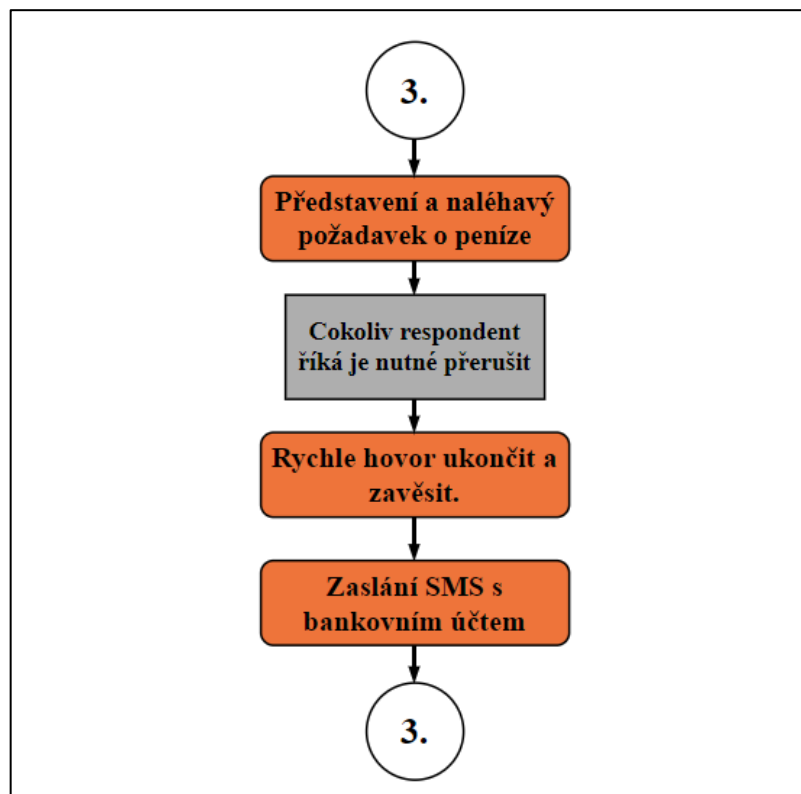 3.
Představení a naléhavý
požadavek o peníze
Cokoliv respondent
říká je nutné přerušit
Rychle hovor ukončit a
zavěsit.
Zaslání SMS s
bankovním účtem
3.